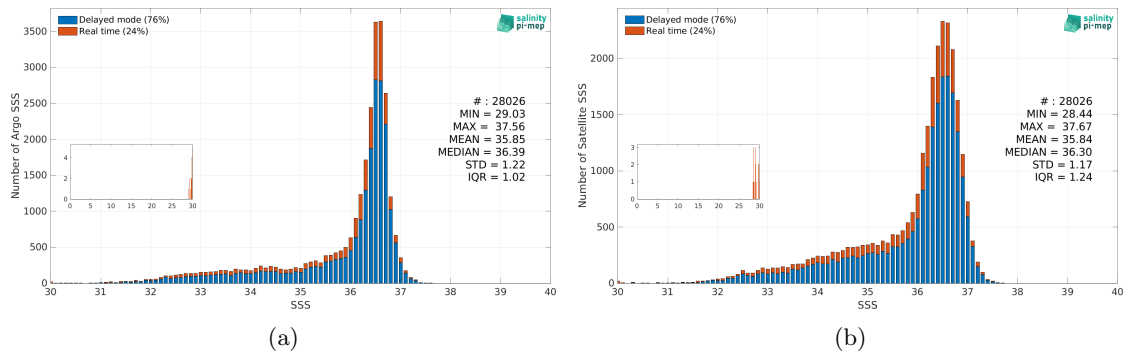 Delayed mode (76%)
Real time (24%)
salinity
pi-mep
Number of Argo SSS
3500
3000
2500
2000
1500
1000
500
0
# : 28026
MIN = 29.03
MAX = 37.56
MEAN = 35.85
MEDIAN = 36.39
STD = 1.22
IQR = 1.02
4
2
0
0 5 10 15 20 25 30
30 31 32 33 34 35 36 37 38 39 40
SSS
(a)
Delayed mode (76%)
Real time (24%)
salinity
pi-mep
Number of Satellite SSS
2000
1500
1000
500
0
# : 28026
MIN = 28.44
MAX = 37.67
MEAN = 35.84
MEDIAN = 36.30
STD = 1.17
IQR = 1.24
3
2
1
0
0 5 10 15 20 25 30
30 31 32 33 34 35 36 37 38 39 40
SSS
(b)